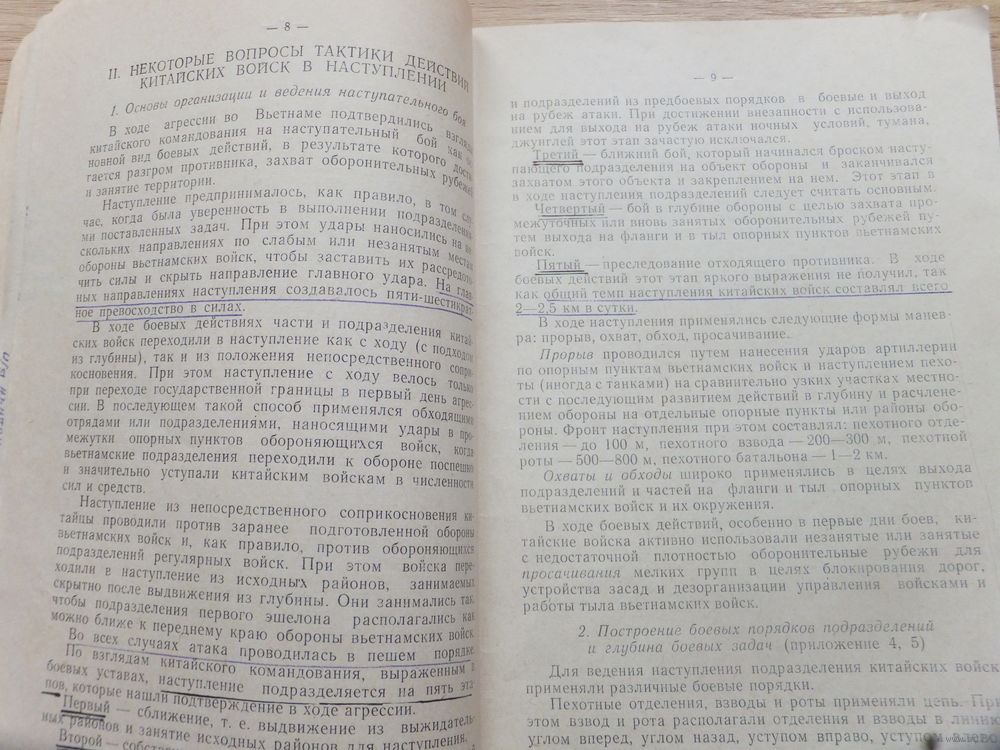 — 8 —
II. НЕКОТОРЫЕ ВОПРОСЫ ТАКТИКИ ДЕЙСТВИЙ
КИТАЙСКИХ ВОЙСК В НАСТУПЛЕНИИ
1. Основы организации и ведения наступательного боя
В ходе агрессии во Вьетнаме подтвердились взгляды
китайского командования на наступательный бой как ос-
новной вид боевых действий, в результате которого дости-
гается разгром противника, захват оборонительных рубежей
и занятие территории.
Наступление предпринималось, как правило, в том слу-
чае, когда была уверенность в выполнении подразделения-
ми поставленных задач. При этом удары наносились на не-
скольких направлениях по слабым или незанятым местам
обороны вьетнамских войск, чтобы заставить их рассредото-
чить силы и скрыть направление главного удара. На глав-
ных направлениях наступления создавалось пяти-шестикрат-
ное превосходство в силах.
В ходе боевых действиях части и подразделения китай-
ских войск переходили в наступление как с ходу (с подходом
из глубины), так и из положения непосредственного сопри-
косновения. При этом наступление с ходу велось только
при переходе государственной границы в первый день агрес-
сии. В последующем такой способ применялся обходящими
отрядами или подразделениями, наносящими удары в про-
межутки опорных пунктов обороняющихся войск, когда
вьетнамские подразделения переходили к обороне поспешно
и значительно уступали китайским войскам в численности
сил и средств.
Наступление из непосредственного соприкосновения ки-
тайцы проводили против заранее подготовленной обороны
вьетнамских войск и, как правило, против обороняющихся
подразделений регулярных войск. При этом войска пере-
ходили в наступление из исходных районов, занимаемых
скрытно после выдвижения из глубины. Они занимались так,
чтобы подразделения первого эшелона располагались как
можно ближе к переднему краю обороны вьетнамских войск.
Во всех случаях атака проводилась в пешем порядке.
По взглядам китайского командования, выраженным в
боевых уставах, наступление подразделяется на пять эта-
пов, которые нашли подтверждение в ходе агрессии.
Первый — сближение, т. е. выдвижение из выжидатель-
ных районов и занятие исходных районов для наступления.
Второй —
— 9 —
и подразделений из предбоевых порядков в боевые и выход
на рубеж атаки. При достижении внезапности с использова-
нием для выхода на рубеж атаки ночных условий, тумана,
джунглей этот этап зачастую исключался.
Третий — ближний бой, который начинался броском насту-
пающего подразделения на объект обороны и заканчивался
захватом этого объекта и закреплением на нем. Этот этап в
в ходе наступления подразделений следует считать основным.
Четвертый — бой в глубине обороны с целью захвата про-
межуточных или вновь занятых оборонительных рубежей пу-
тем выхода на фланги и в тыл опорных пунктов вьетнамских
войск.
Пятый — преследование отходящего противника. В ходе
боевых действий этот этап яркого выражения не получил, так
как общий темп наступления китайских войск составлял всего
2—2,5 км в сутки.
В ходе наступления применялись следующие формы манев-
ра: прорыв, охват, обход, просачивание.
Прорыв проводился путем нанесения ударов артиллерии
по опорным пунктам вьетнамских войск и наступлением пехо-
ты (иногда с танками) на сравнительно узких участках местно-
сти с последующим развитием действий в глубину и расчлене-
нием обороны на отдельные опорные пункты или районы обо-
роны. Фронт наступления при этом составлял: пехотного отде-
ления — до 100 м, пехотного взвода — 200—300 м, пехотной
роты — 500—800 м, пехотного батальона — 1—2 км.
Охваты и обходы широко применялись в целях выхода
подразделений и частей на фланги и тыл опорных пунктов
вьетнамских войск и их окружения.
В ходе боевых действий, особенно в первые дни боев, ки-
тайские войска активно использовали незанятые или занятые
с недостаточной плотностью оборонительные рубежи для
просачивания мелких групп в целях блокирования дорог,
устройства засад и дезорганизации управления войсками и
работы тыла вьетнамских войск.
2. Построение боевых порядков подразделений
и глубина боевых задач (приложение 4, 5)
Для ведения наступления подразделения китайских войск
применяли различные боевые порядки.
Пехотные отделения, взводы и роты применяли цепь. При
этом взвод и рота располагали отделения и взводы в линию,
углом вперед, углом назад, уступом вправо, уступом влево